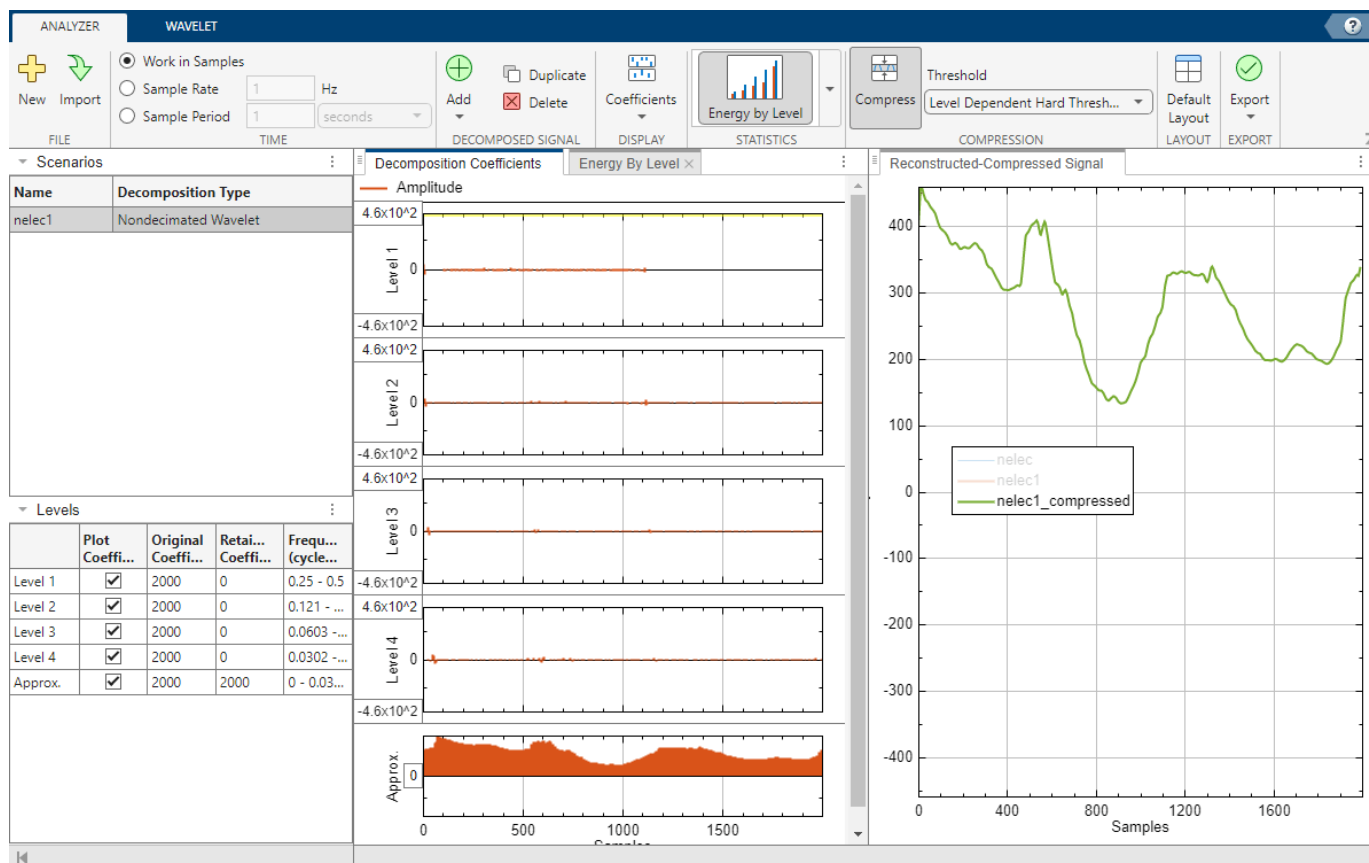 ANALYZER WAVELET
?
New Import
FILE
Work in Samples
Sample Rate 1 Hz
Sample Period 1 seconds
TIME
Add
Duplicate
Delete
DECOMPOSED SIGNAL
Coefficients
DISPLAY
Energy by Level
STATISTICS
Compress
Threshold
Level Dependent Hard Thresh...
COMPRESSION
Default
Layout
LAYOUT
Export
EXPORT
Scenarios
Name Decomposition Type
nelec1 Nondecimated Wavelet
Levels
Plot Original Retai... Frequ...
Coeffi... Coeffi... Coeffi... (cycle...
Level 1 2000 0 0.25 - 0.5
Level 2 2000 0 0.121 - ...
Level 3 2000 0 0.0603 -...
Level 4 2000 0 0.0302 -...
Approx. 2000 2000 0 - 0.03...
Decomposition Coefficients Energy By Level
Amplitude
4.6x10^2
Level 1
0
-4.6x10^2
4.6x10^2
Level 2
0
-4.6x10^2
4.6x10^2
Level 3
0
-4.6x10^2
4.6x10^2
Level 4
0
-4.6x10^2
Approx.
0
0 500 1000 1500
Samples
Reconstructed-Compressed Signal
400
300
200
100
0
-100
-200
-300
-400
nelec
nelec1
nelec1_compressed
0 400 800 1200 1600
Samples